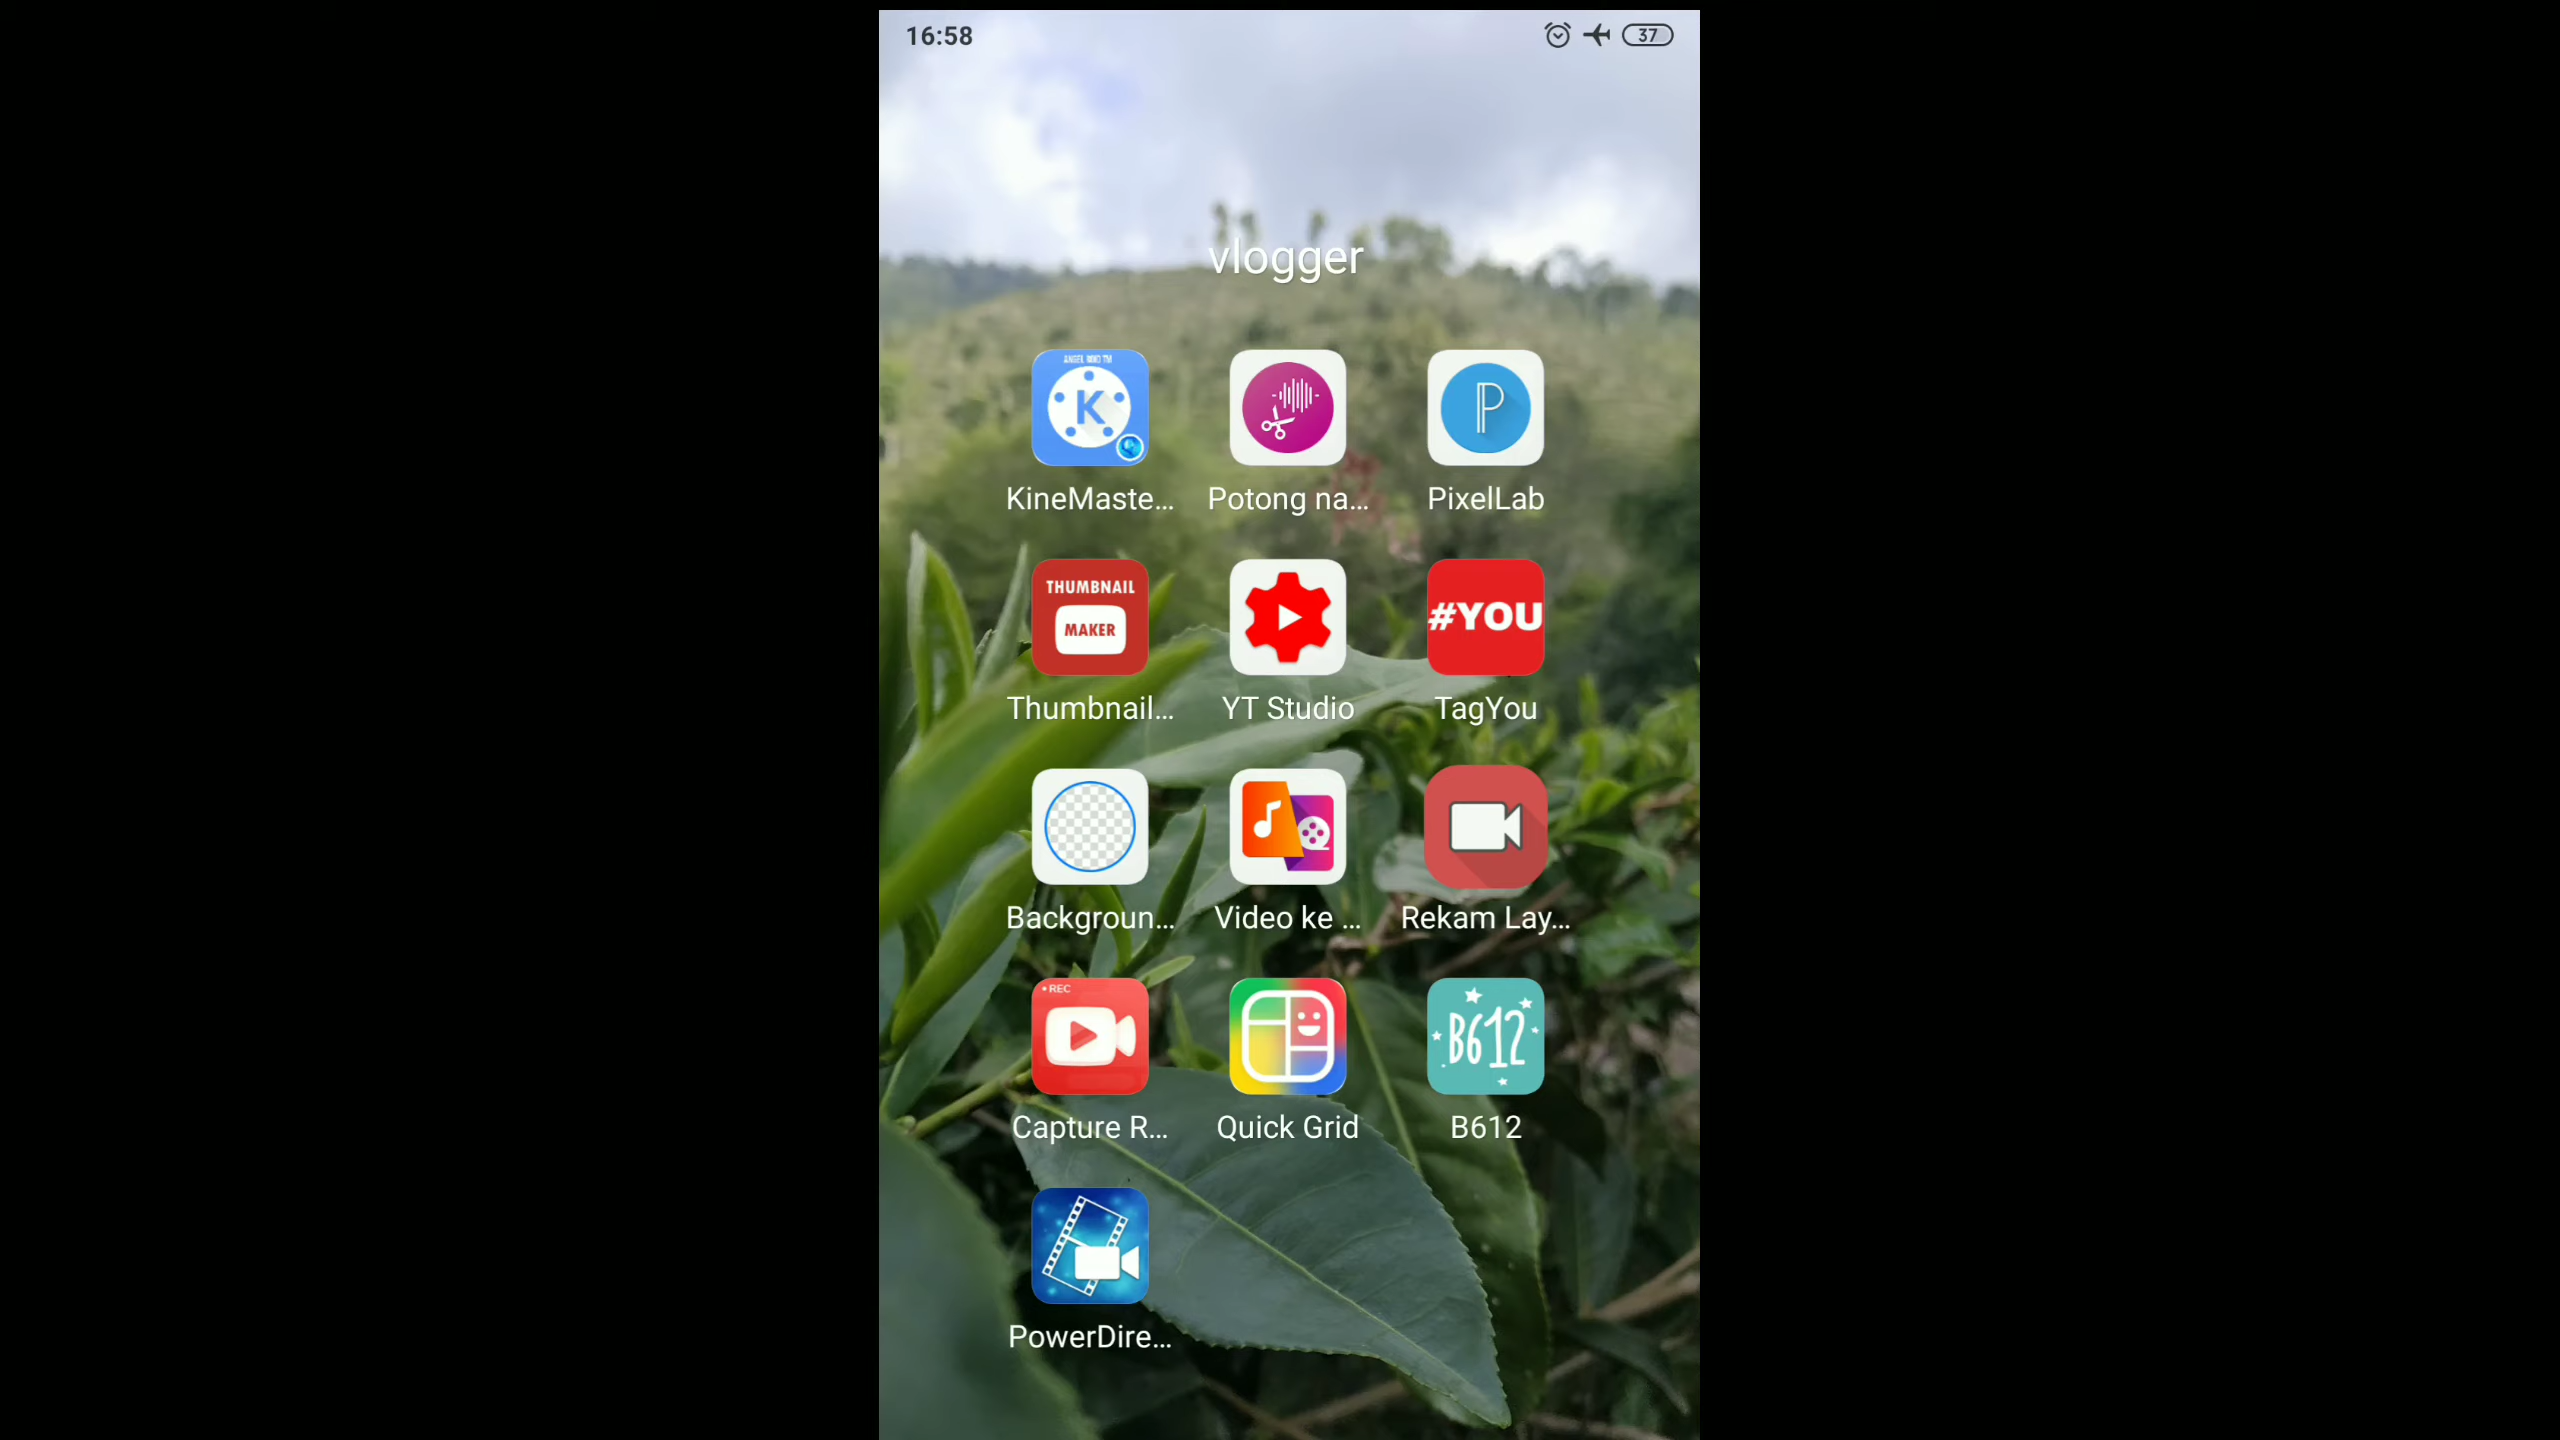 16:58
37
vlogger
K
P
KineMaste...
Potong na...
PixelLab
THUMBNAIL
MAKER
#YOU
Thumbnail...
YT Studio
TagYou
Backgroun...
Video ke ...
Rekam Lay...
REC
B612
Capture R...
Quick Grid
B612
PowerDire...